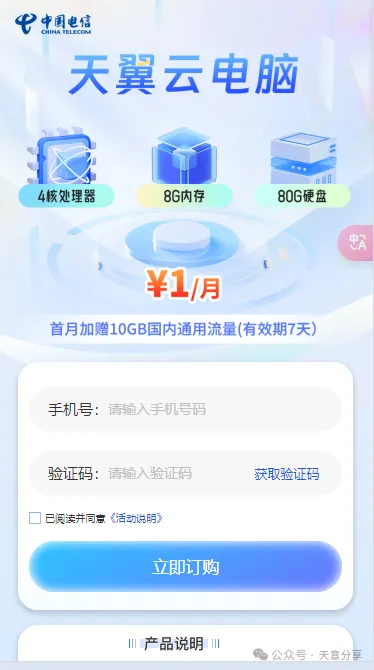 中国电信
CHINA TELECOM
天翼云电脑
4核处理器
8G内存
80G硬盘
中
A
¥1/月
首月加赠10GB国内通用流量(有效期7天)
手机号：请输入手机号码
验证码：请输入验证码 获取验证码
已阅读并同意《活动说明》
立即订购
产品说明
公众号 · 天意分享